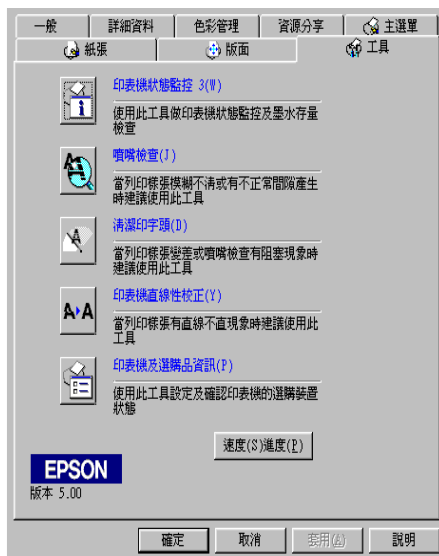 一般 詳細資料 色彩管理 資源分享 主選單
紙張 版面 工具
印表機狀態監控 3(W)
使用此工具做印表機狀態監控及墨水存量
檢查
噴嘴檢查(J)
當列印樣張模糊不清或有不正常間隙產生
時建議使用此工具
清潔印字頭(D)
當列印樣張變差或噴嘴檢查有阻塞現象時
建議使用此工具
印表機直線性校正(Y)
當列印樣張有直線不直現象時建議使用此
工具
印表機及選購品資訊(P)
使用此工具設定及確認印表機的選購裝置
狀態
速度(S)進度(P)
EPSON
版本 5.00
確定 取消 套用(A) 說明